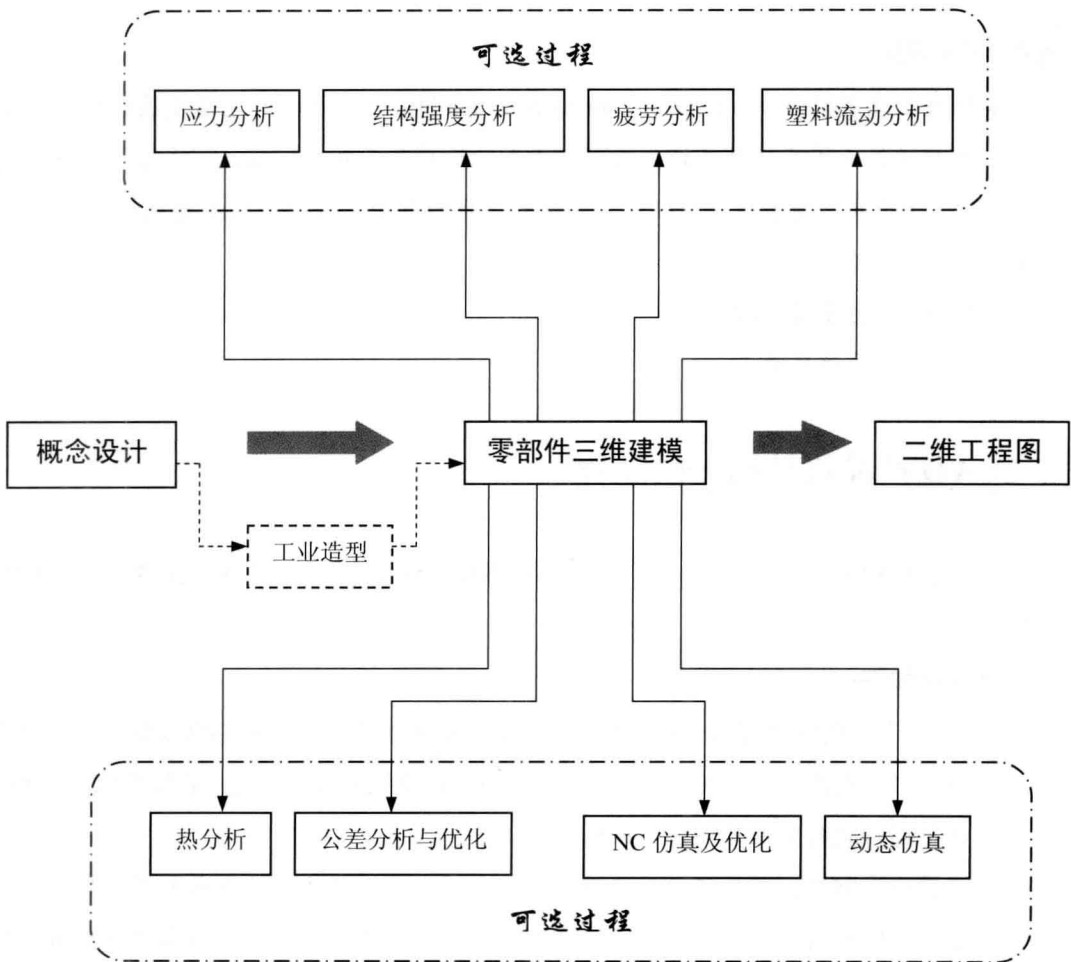 可选过程
应力分析
结构强度分析
疲劳分析
塑料流动分析
概念设计
零部件三维建模
二维工程图
工业造型
热分析
公差分析与优化
NC 仿真及优化
动态仿真
可选过程